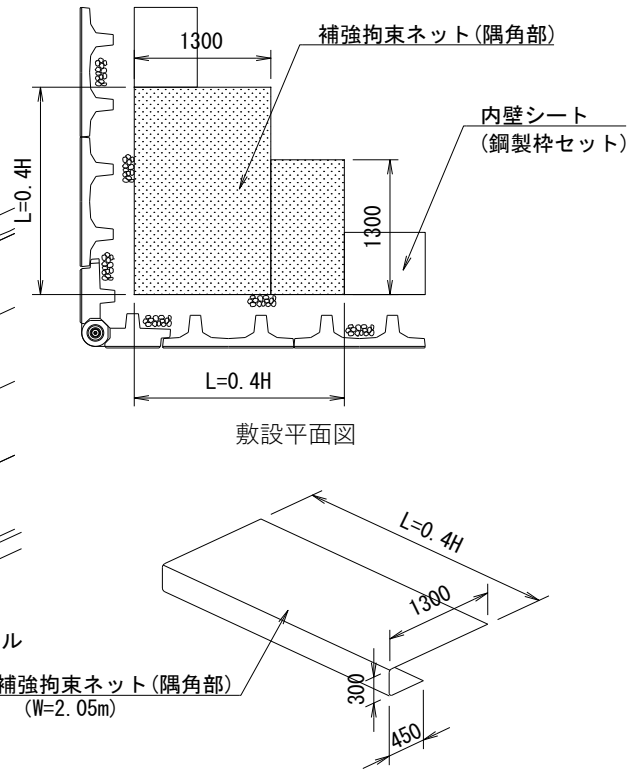 1300
補強拘束ネット(隅角部)
内壁シート
(鋼製枠セット)
L=0.4H
1300
L=0.4H
敷設平面図
L=0.4H
1300
ル
補強拘束ネット(隅角部)
(W=2.05m)
300
450